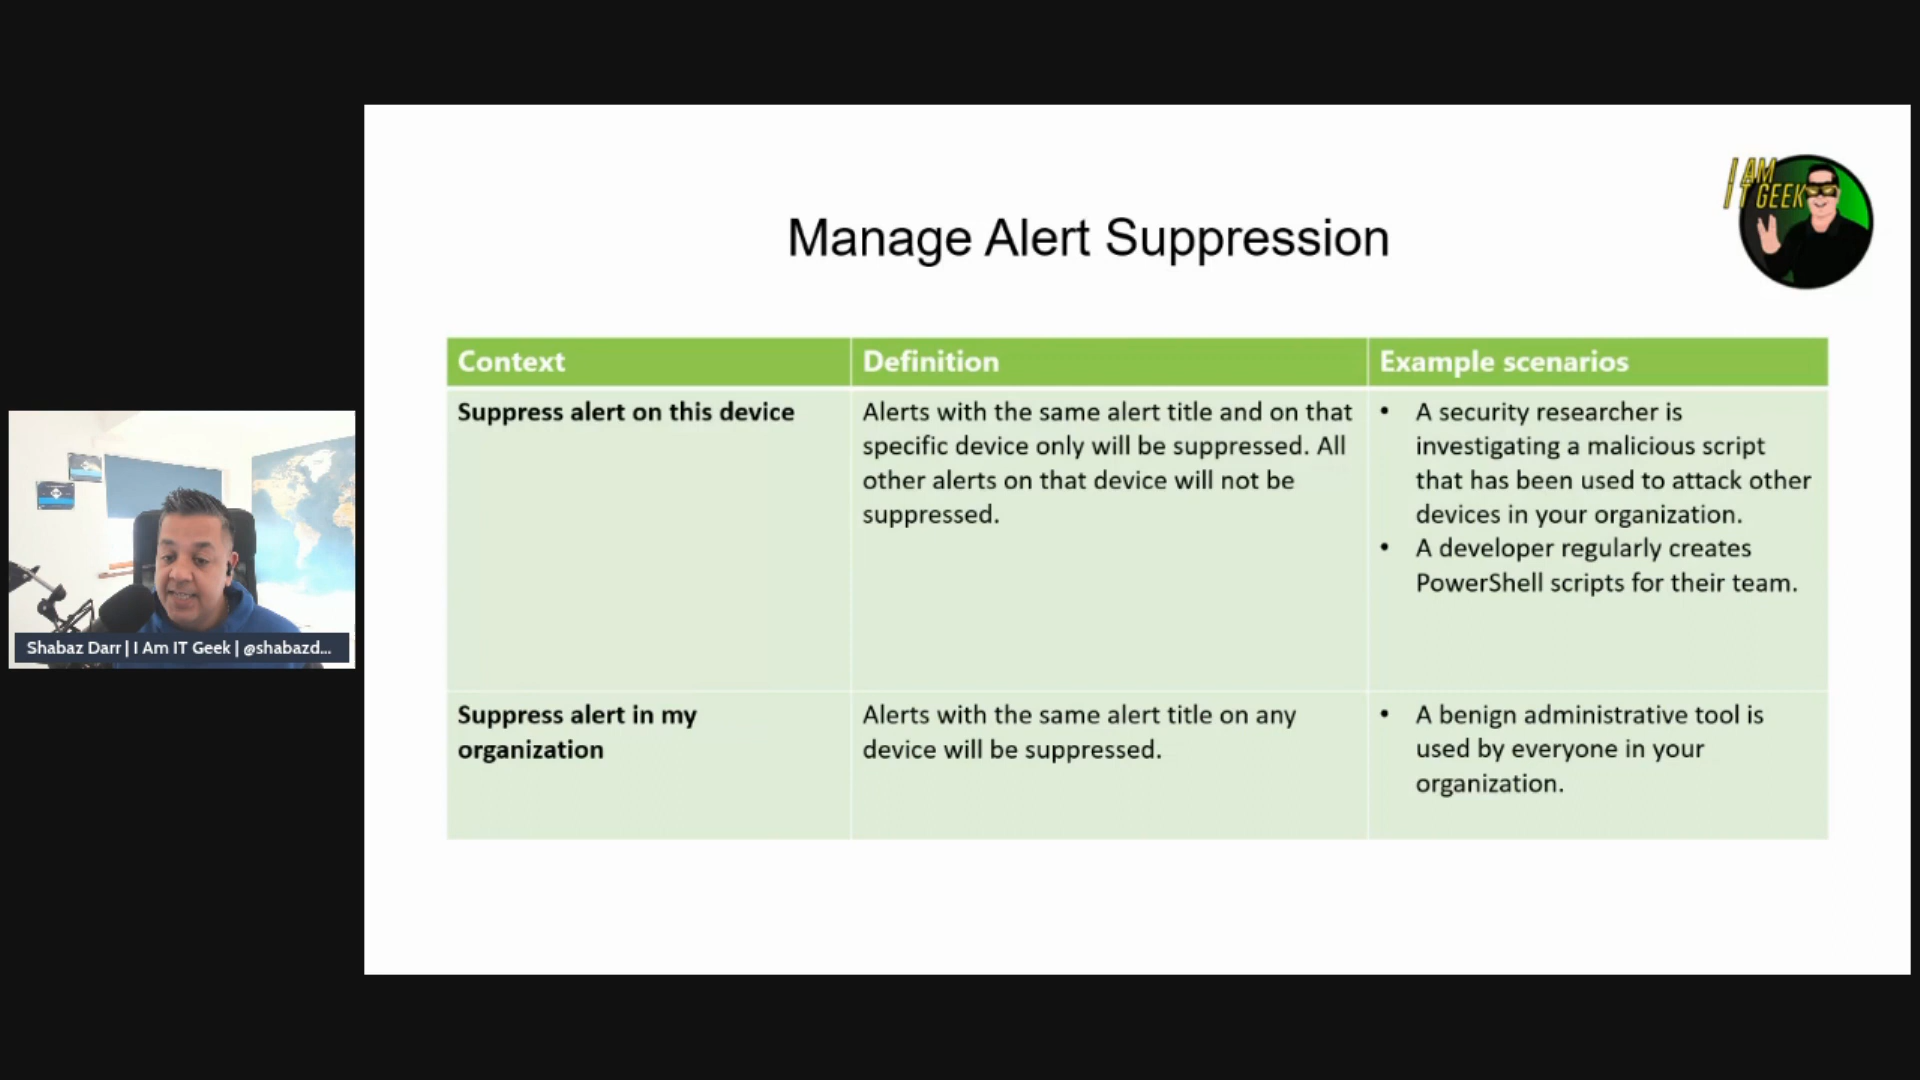 I AM
IT GEEK
Manage Alert Suppression
Context
Definition
Example scenarios
Suppress alert on this device
Alerts with the same alert title and on that
specific device only will be suppressed. All
other alerts on that device will not be
suppressed.
• A security researcher is
investigating a malicious script
that has been used to attack other
devices in your organization.
• A developer regularly creates
PowerShell scripts for their team.
Suppress alert in my
organization
Alerts with the same alert title on any
device will be suppressed.
• A benign administrative tool is
used by everyone in your
organization.
Shabaz Darr | I Am IT Geek | @shabazd...